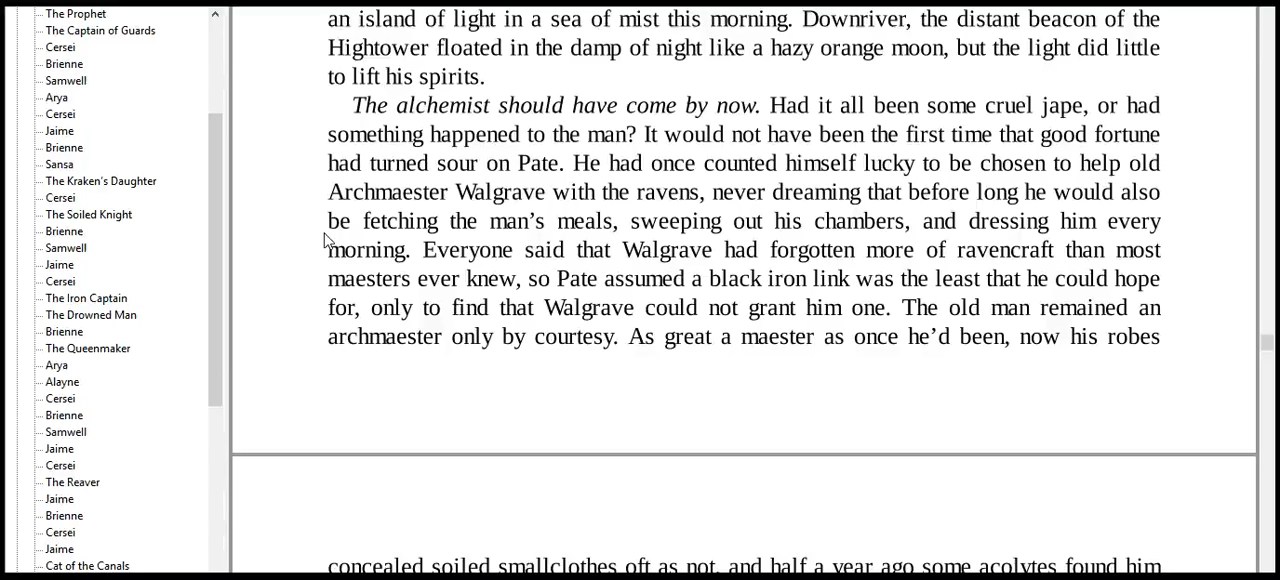 The Prophet
The Captain of Guards
Cersei
Brienne
Samwell
Arya
Cersei
Jaime
Brienne
Sansa
The Kraken's Daughter
Cersei
The Soiled Knight
Brienne
Samwell
Jaime
Cersei
The Iron Captain
The Drowned Man
Brienne
The Queenmaker
Arya
Alayne
Cersei
Brienne
Samwell
Jaime
Cersei
The Reaver
Jaime
Brienne
Cersei
Jaime
Cat of the Canals
an island of light in a sea of mist this morning. Downriver, the distant beacon of the
Hightower floated in the damp of night like a hazy orange moon, but the light did little
to lift his spirits.
The alchemist should have come by now. Had it all been some cruel jape, or had
something happened to the man? It would not have been the first time that good fortune
had turned sour on Pate. He had once counted himself lucky to be chosen to help old
Archmaester Walgrave with the ravens, never dreaming that before long he would also
be fetching the man’s meals, sweeping out his chambers, and dressing him every
morning. Everyone said that Walgrave had forgotten more of ravencraft than most
maesters ever knew, so Pate assumed a black iron link was the least that he could hope
for, only to find that Walgrave could not grant him one. The old man remained an
archmaester only by courtesy. As great a maester as once he’d been, now his robes
concealed soiled smallclothes oft as not, and half a year ago some acolytes found him